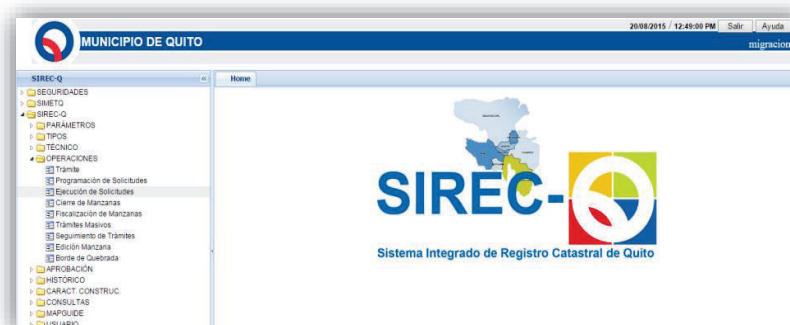 20/08/2015 / 12:49:00 PM Salir Ayuda
MUNICIPIO DE QUITO
migracion
SIREC-Q
Home
SEGURIDADES
SIMETQ
SIREC-Q
PARÁMETROS
TIPOS
TÉCNICO
OPERACIONES
Trámite
Programación de Solicitudes
Ejecución de Solicitudes
Cierre de Manzanas
Fiscalización de Manzanas
Trámites Masivos
Seguimiento de Trámites
Edición Manzana
Borde de Quebrada
APROBACIÓN
HISTÓRICO
CARACT. CONSTRUC.
CONSULTAS
MAPGUIDE
USUARIO
SIREC-Q
Sistema Integrado de Registro Catastral de Quito